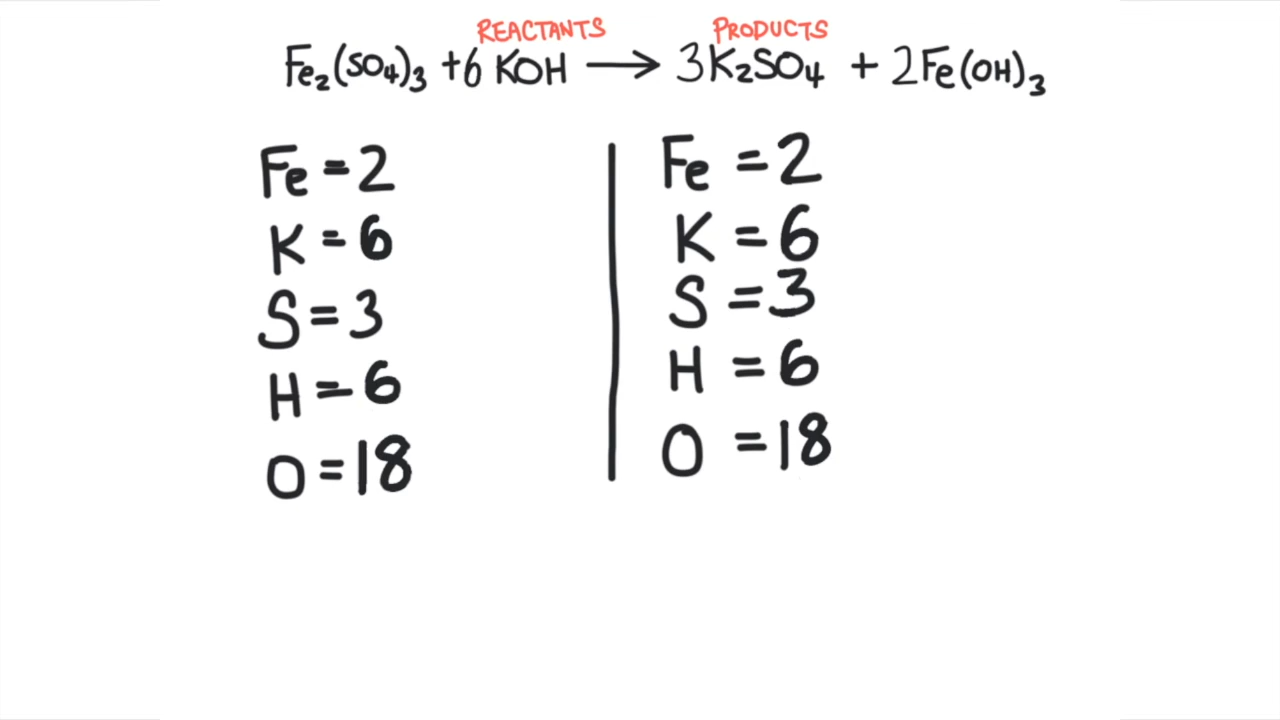 REACTANTS PRODUCTS
Fe₂(SO₄)₃ +6 KOH ⟶ 3K₂SO₄ + 2Fe(OH)₃
Fe = 2
K = 6
S = 3
H = 6
O = 18
Fe = 2
K = 6
S = 3
H = 6
O = 18